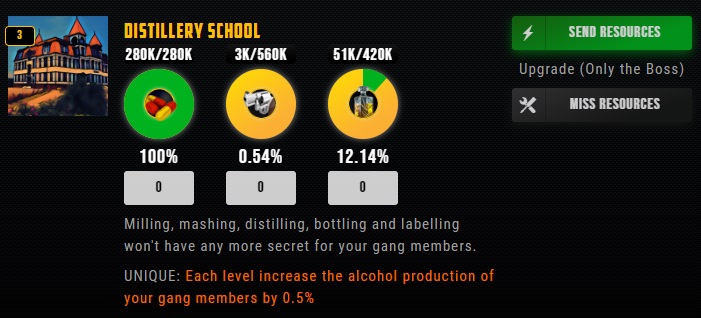 3
DISTILLERY SCHOOL
280K/280K 3K/560K 51K/420K
100% 0.54% 12.14%
0 0 0
Milling, mashing, distilling, bottling and labelling
won't have any more secret for your gang members.
UNIQUE: Each level increase the alcohol production of
your gang members by 0.5%
SEND RESOURCES
Upgrade (Only the Boss)
MISS RESOURCES